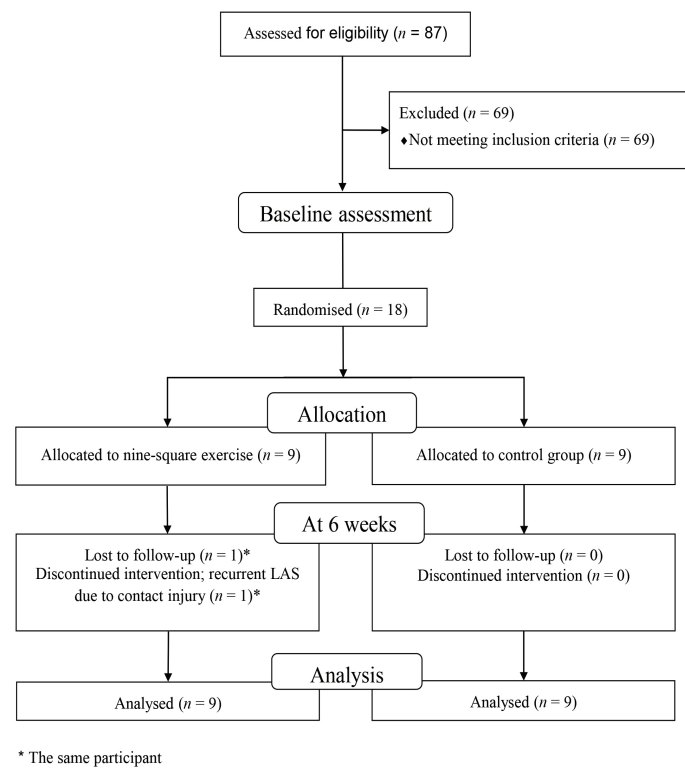 Assessed for eligibility (n = 87)
Excluded (n = 69)
♦Not meeting inclusion criteria (n = 69)
Baseline assessment
Randomised (n = 18)
Allocation
Allocated to nine-square exercise (n = 9)
Allocated to control group (n = 9)
At 6 weeks
Lost to follow-up (n = 1)*
Discontinued intervention; recurrent LAS
due to contact injury (n = 1)*
Lost to follow-up (n = 0)
Discontinued intervention (n = 0)
Analysis
Analysed (n = 9)
Analysed (n = 9)
* The same participant